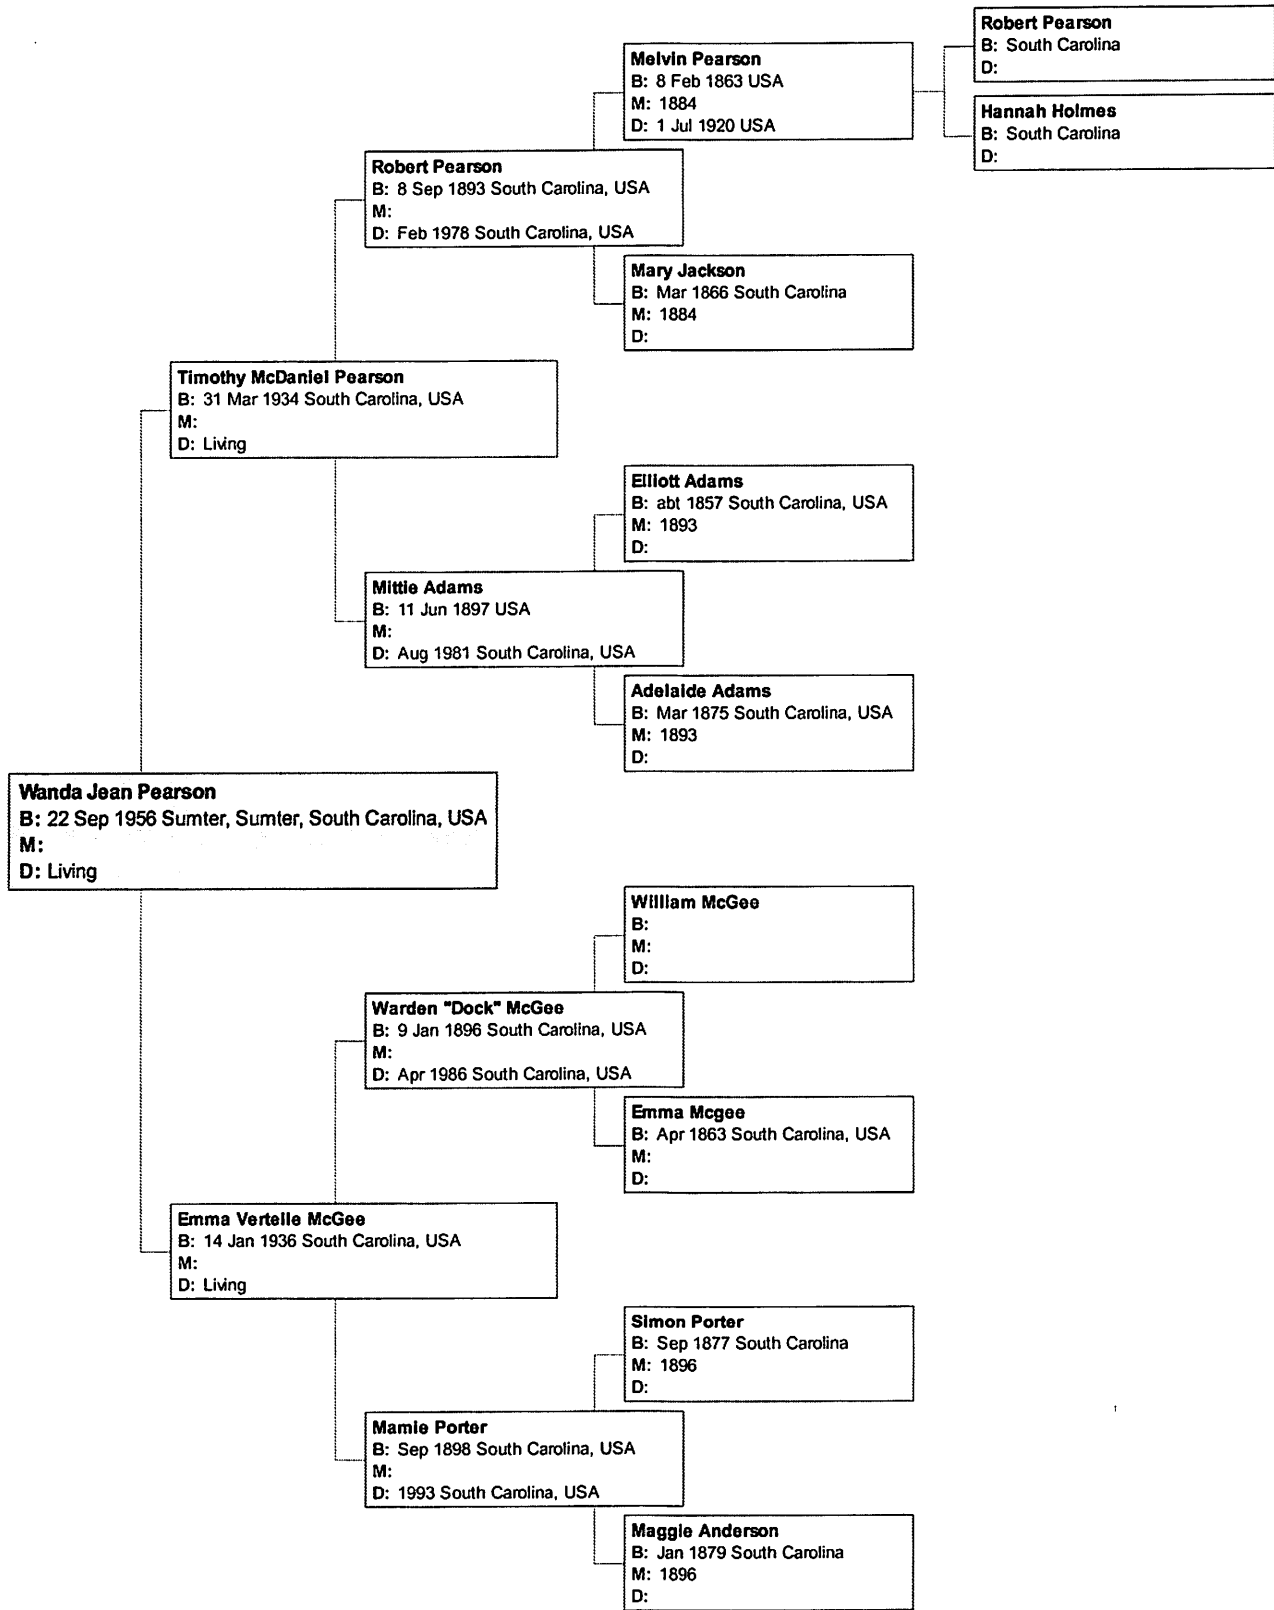 Robert Pearson
B: South Carolina
D:
Melvin Pearson
B: 8 Feb 1863 USA
M: 1884
D: 1 Jul 1920 USA
Hannah Holmes
B: South Carolina
D:
Robert Pearson
B: 8 Sep 1893 South Carolina, USA
M:
D: Feb 1978 South Carolina, USA
Mary Jackson
B: Mar 1866 South Carolina
M: 1884
D:
Timothy McDaniel Pearson
B: 31 Mar 1934 South Carolina, USA
M:
D: Living
Elliott Adams
B: abt 1857 South Carolina, USA
M: 1893
D:
Mittie Adams
B: 11 Jun 1897 USA
M:
D: Aug 1981 South Carolina, USA
Adelaide Adams
B: Mar 1875 South Carolina, USA
M: 1893
D:
Wanda Jean Pearson
B: 22 Sep 1956 Sumter, Sumter, South Carolina, USA
M:
D: Living
William McGee
B:
M:
D:
Warden "Dock" McGee
B: 9 Jan 1896 South Carolina, USA
M:
D: Apr 1986 South Carolina, USA
Emma Mcgee
B: Apr 1863 South Carolina, USA
M:
D:
Emma Vertelle McGee
B: 14 Jan 1936 South Carolina, USA
M:
D: Living
Simon Porter
B: Sep 1877 South Carolina
M: 1896
D:
Mamie Porter
B: Sep 1898 South Carolina, USA
M:
D: 1993 South Carolina, USA
Maggie Anderson
B: Jan 1879 South Carolina
M: 1896
D: